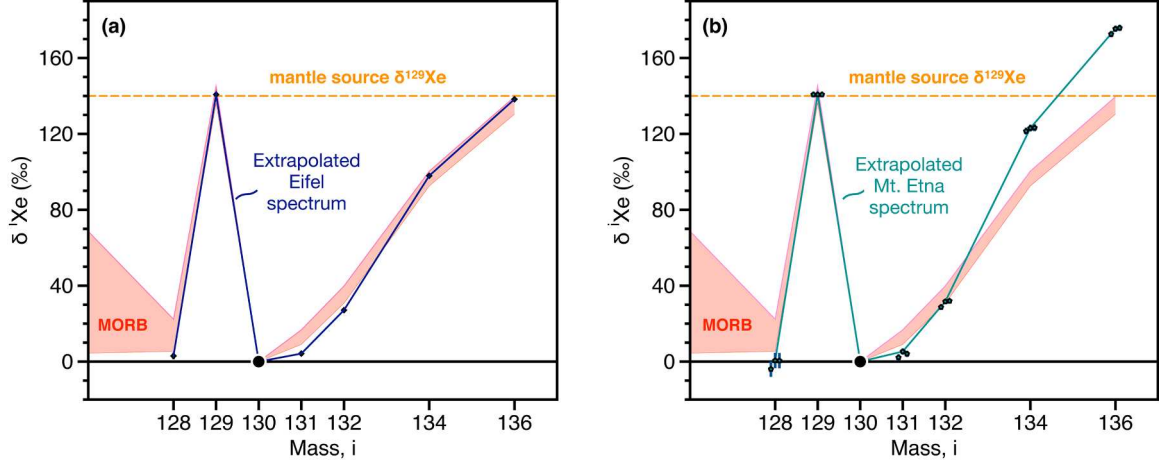 (a)
160
120
80
40
0
δ ⁱXe (‰)
mantle source δ¹²⁹Xe
Extrapolated
Eifel
spectrum
MORB
128 129 130 131 132 134 136
Mass, i
(b)
160
120
80
40
0
δ ⁱXe (‰)
mantle source δ¹²⁹Xe
Extrapolated
Mt. Etna
spectrum
MORB
128 129 130 131 132 134 136
Mass, i